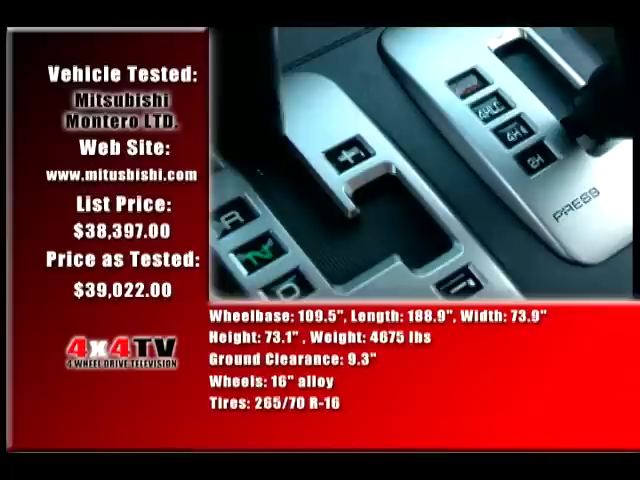 Vehicle Tested:
Mitsubishi
Montero LTD.
Web Site:
www.mitusbishi.com
List Price:
$38,397.00
Price as Tested:
$39,022.00
4x4TV
4 WHEEL DRIVE TELEVISION
R
N
D
+
4HLC
4H
2H
PRESS
Wheelbase: 109.5", Length: 188.9", Width: 73.9"
Height: 73.1" , Weight: 4675 lbs
Ground Clearance: 9.3"
Wheels: 16" alloy
Tires: 265/70 R-16